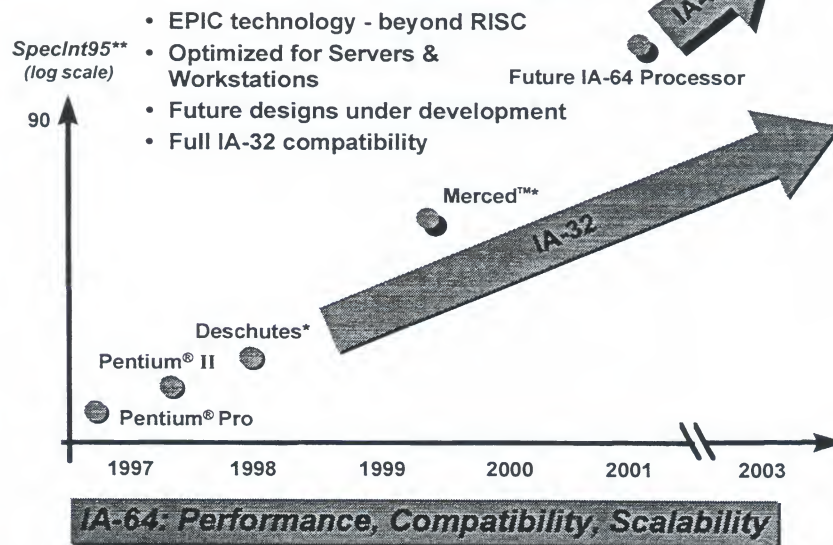 • EPIC technology - beyond RISC
SpecInt95**
(log scale)
• Optimized for Servers &
Workstations
• Future designs under development
• Full IA-32 compatibility
Future IA-64 Processor
90
Merced™*
IA-32
Deschutes*
Pentium® II
Pentium® Pro
1997 1998 1999 2000 2001 2003
IA-64: Performance, Compatibility, Scalability